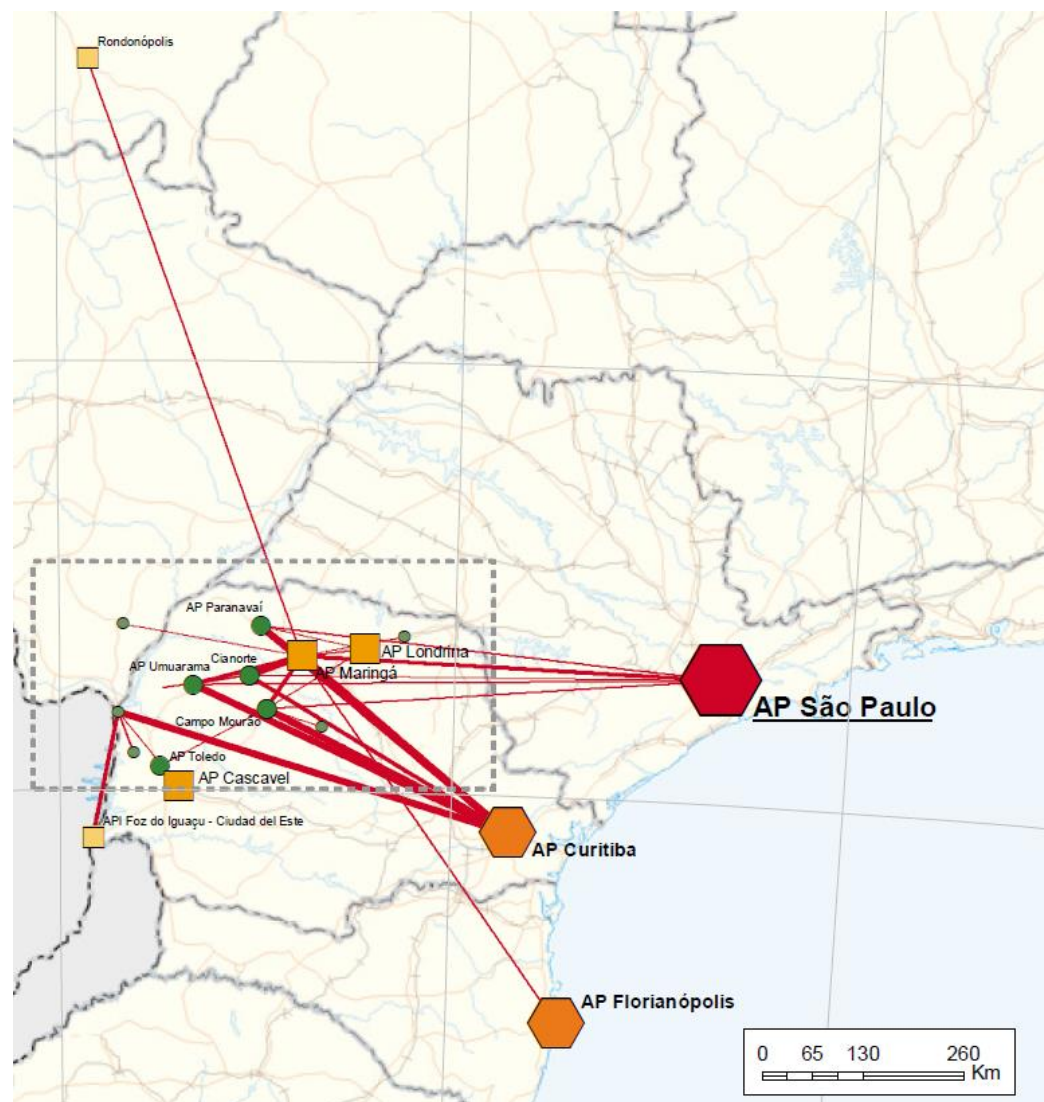 Rondonópolis
AP Paranavaí
AP Londrina
Cianorte
AP Umuarama
AP Maringá
AP São Paulo
Campo Mourão
AP Toledo
AP Cascavel
API Foz do Iguaçu - Ciudad del Este
AP Curitiba
AP Florianópolis
0 65 130 260
Km